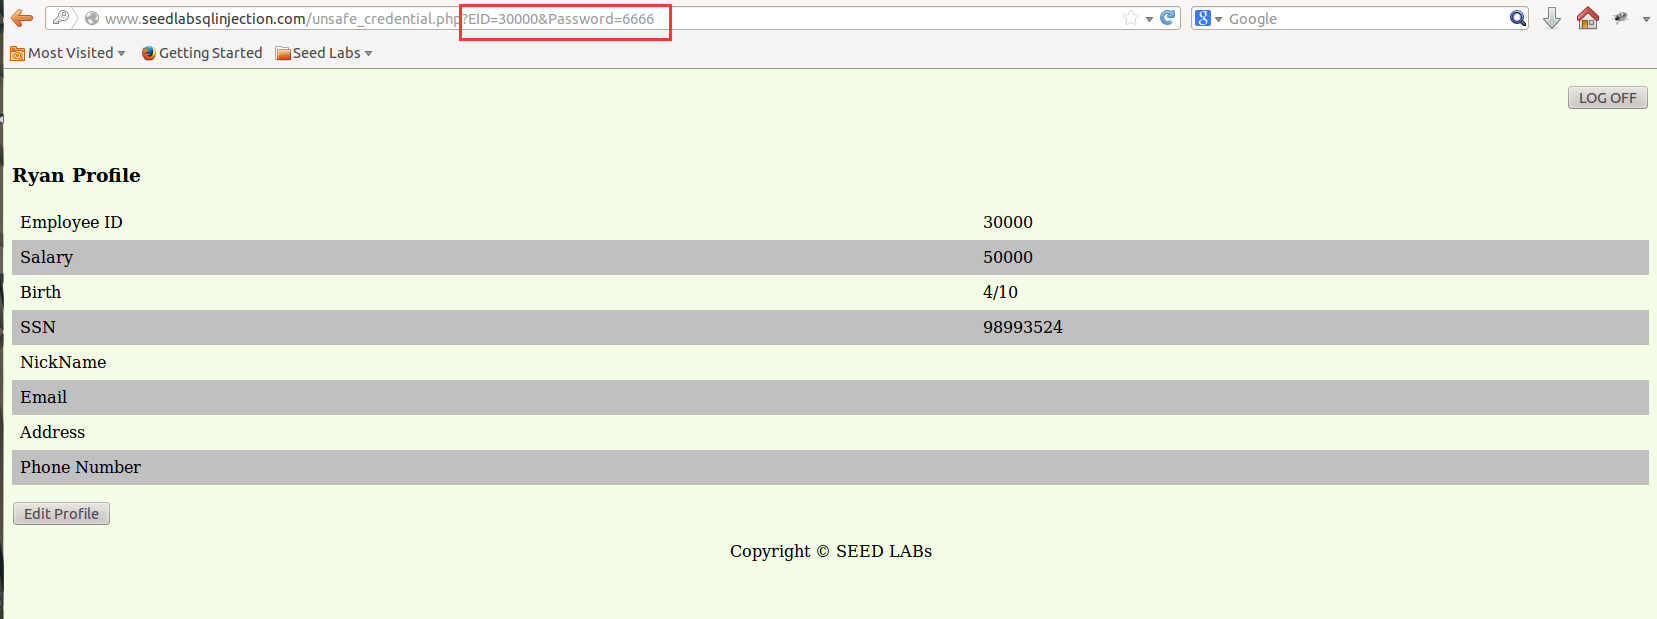 www.seedlabsqlinjection.com/unsafe_credential.php?EID=30000&Password=6666
8 Google
Most Visited Getting Started Seed Labs
LOG OFF
Ryan Profile
Employee ID 30000
Salary 50000
Birth 4/10
SSN 98993524
NickName
Email
Address
Phone Number
Edit Profile
Copyright © SEED LABs